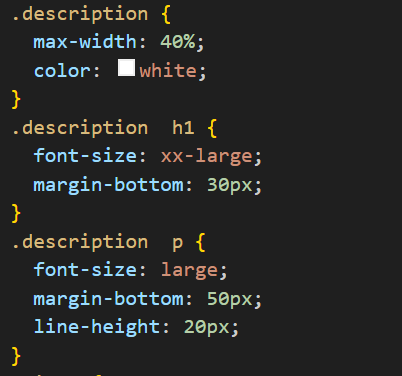 .description {
  max-width: 40%;
  color: white;
}
.description  h1 {
  font-size: xx-large;
  margin-bottom: 30px;
}
.description  p {
  font-size: large;
  margin-bottom: 50px;
  line-height: 20px;
}